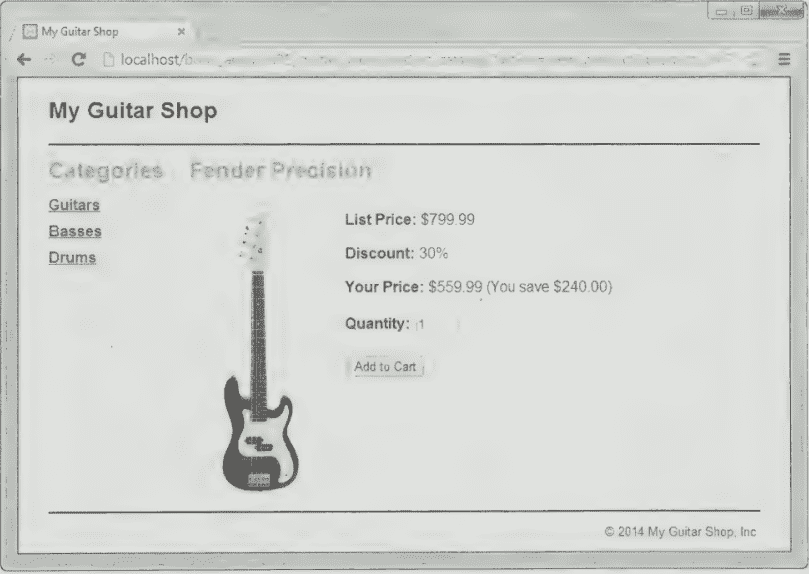 My Guitar Shop
localhost/
My Guitar Shop
Categories
Fender Precision
Guitars
Basses
Drums
List Price: $799.99
Discount: 30%
Your Price: $559.99 (You save $240.00)
Quantity: 1
Add to Cart
© 2014 My Guitar Shop, Inc